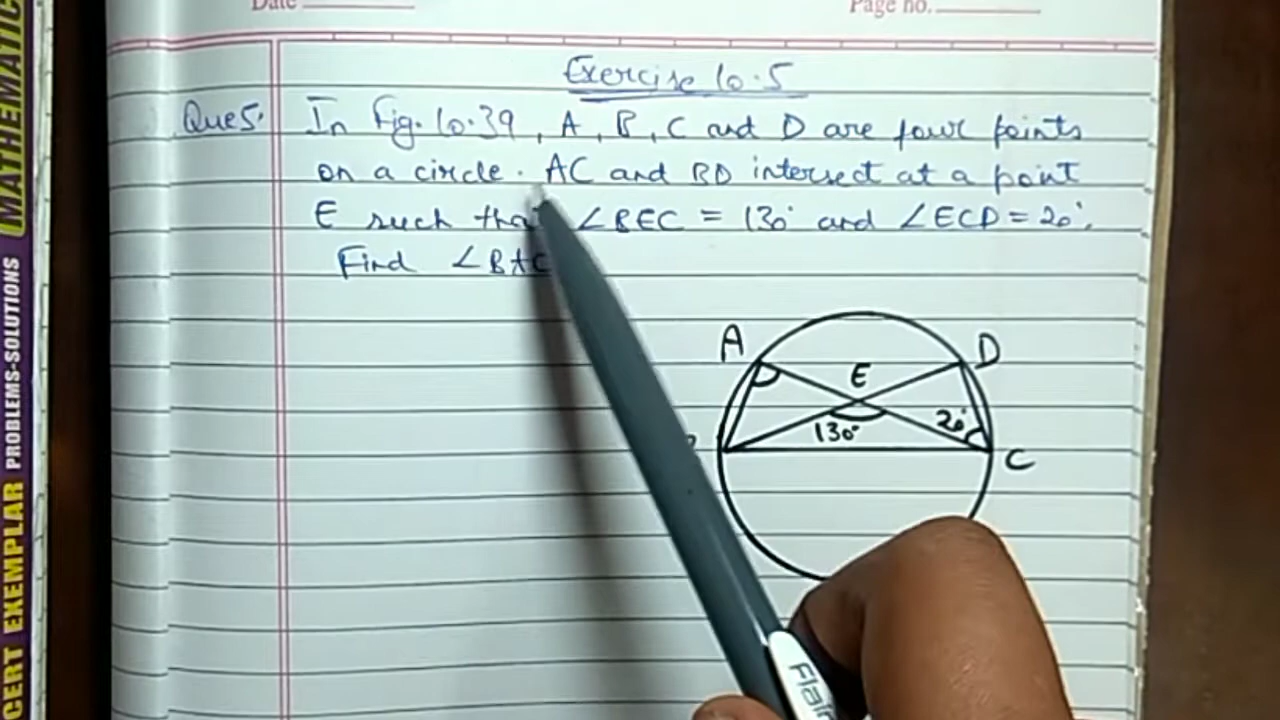 Date
Page no.
Exercise 10.5
Que5. In Fig. 10.39, A, B, C and D are four points
on a circle. AC and BD intersect at a point
E such that ∠BEC = 130° and ∠ECD = 20°.
Find ∠BAC
A
D
E
130°
20°
C
MATHEMATIC
PROBLEMS-SOLUTIONS
CERT EXEMPLAR
Flair